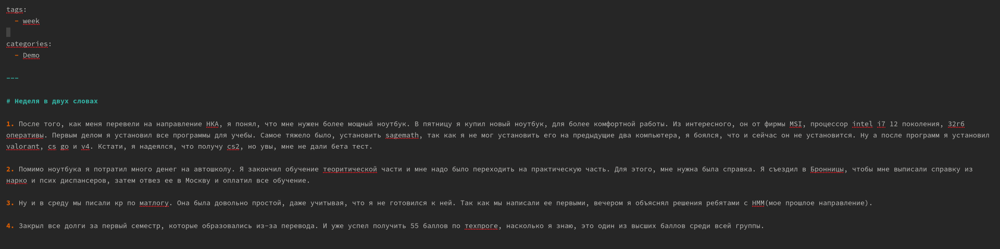 tags:
  - week

categories:
  - Demo

---

# Неделя в двух словах

1. После того, как меня перевели на направление НКА, я понял, что мне нужен более мощный ноутбук. В пятницу я купил новый ноутбук, для более комфортной работы. Из интересного, он от фирмы MSI, процессор intel i7 12 поколения, 32гб
оперативы. Первым делом я установил все программы для учебы. Самое тяжело было, установить sagemath, так как я не мог установить его на предыдущие два компьютера, я боялся, что и сейчас он не установится. Ну а после программ я установил
valorant, cs go и v4. Кстати, я надеялся, что получу cs2, но увы, мне не дали бета тест.

2. Помимо ноутбука я потратил много денег на автошколу. Я закончил обучение теоритической части и мне надо было переходить на практическую часть. Для этого, мне нужна была справка. Я съездил в Бронницы, чтобы мне выписали справку из
нарко и псих диспансеров, затем отвез ее в Москву и оплатил все обучение.

3. Ну и в среду мы писали кр по матлогу. Она была довольно простой, даже учитывая, что я не готовился к ней. Так как мы написали ее первыми, вечером я объяснял решения ребятами с НММ(мое прошлое направление).

4. Закрыл все долги за первый семестр, которые образовались из-за перевода. И уже успел получить 55 баллов по техпроге, насколько я знаю, это один из высших баллов среди всей группы.